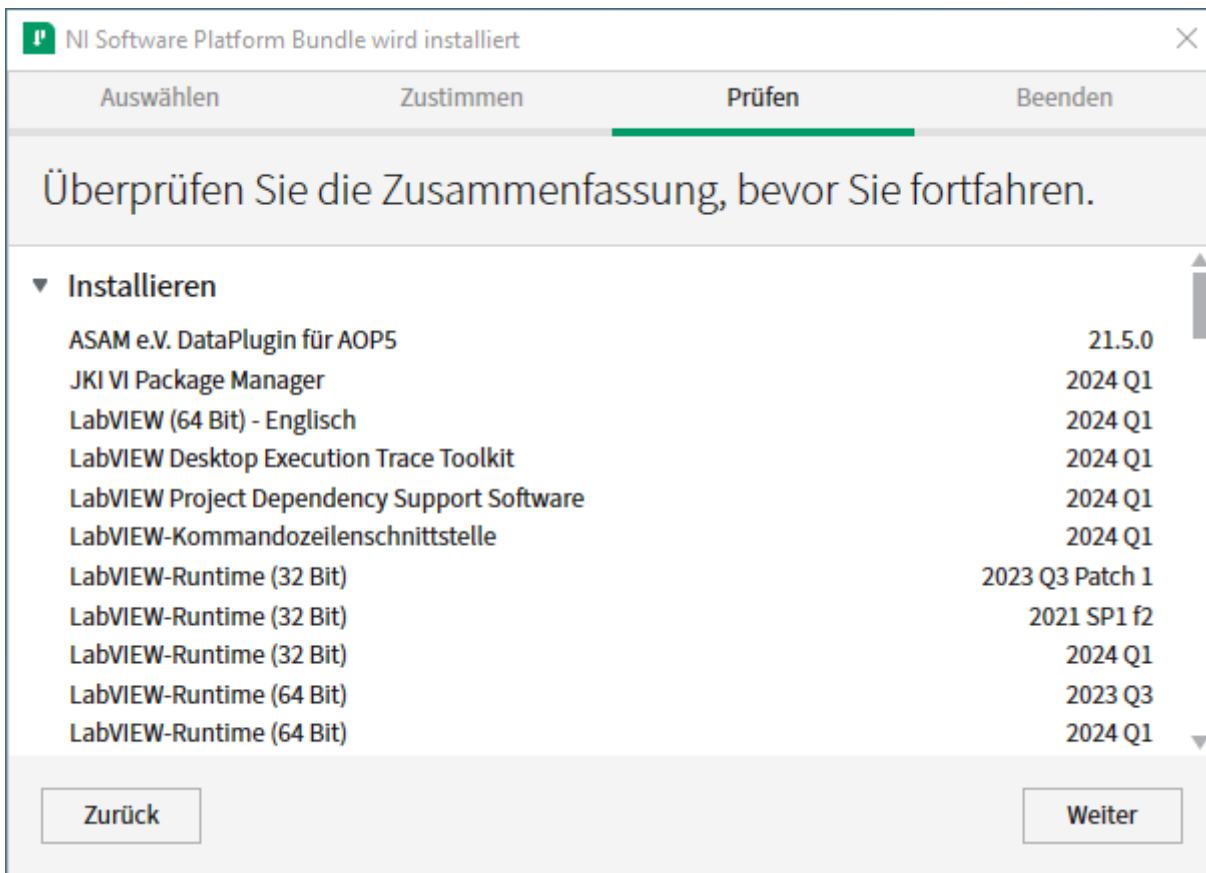 NI Software Platform Bundle wird installiert
Auswählen Zustimmen Prüfen Beenden
Überprüfen Sie die Zusammenfassung, bevor Sie fortfahren.
Installieren
ASAM e.V. DataPlugin für AOP5 21.5.0
JKI VI Package Manager 2024 Q1
LabVIEW (64 Bit) - Englisch 2024 Q1
LabVIEW Desktop Execution Trace Toolkit 2024 Q1
LabVIEW Project Dependency Support Software 2024 Q1
LabVIEW-Kommandozeilenschnittstelle 2024 Q1
LabVIEW-Runtime (32 Bit) 2023 Q3 Patch 1
LabVIEW-Runtime (32 Bit) 2021 SP1 f2
LabVIEW-Runtime (32 Bit) 2024 Q1
LabVIEW-Runtime (64 Bit) 2023 Q3
LabVIEW-Runtime (64 Bit) 2024 Q1
Zurück Weiter